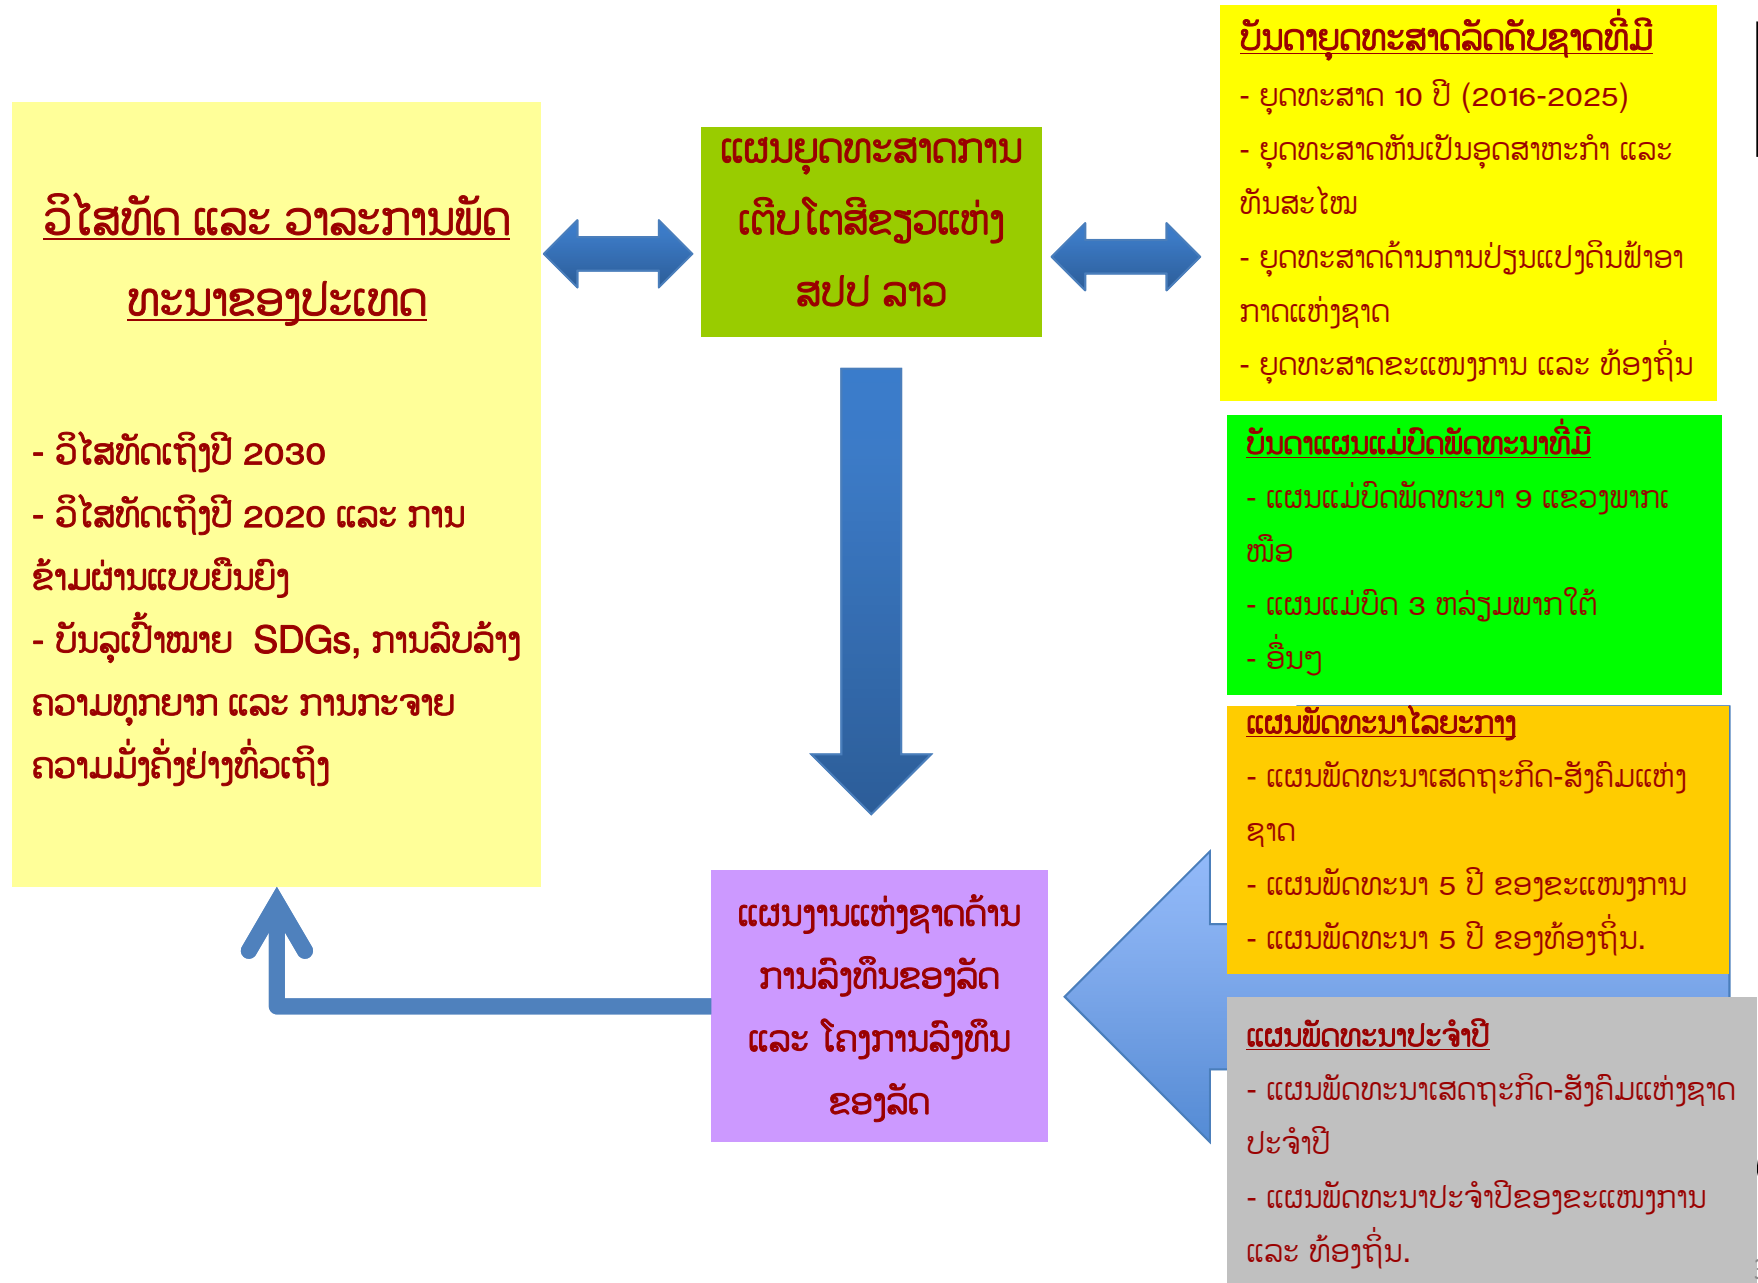 ວິໄສທັດ ແລະ ວາລະການພັດ
ທະນາຂອງປະເທດ
- ວິໄສທັດເຖິງປີ 2030
- ວິໄສທັດເຖິງປີ 2020 ແລະ ການ
ຂ້າມຜ່ານແບບຍືນຍົງ
- ບັນລຸເປົ້າໝາຍ SDGs, ການລົບລ້າງ
ຄວາມທຸກຍາກ ແລະ ການກະຈາຍ
ຄວາມມັ່ງຄັ່ງຢ່າງທົ່ວເຖິງ
ແຜນຍຸດທະສາດການ
ເຕີບໂຕສີຂຽວແຫ່ງ
ສປປ ລາວ
ແຜນງານແຫ່ງຊາດດ້ານ
ການລົງທຶນຂອງລັດ
ແລະ ໂຄງການລົງທຶນ
ຂອງລັດ
ບັນດາຍຸດທະສາດລັດດັບຊາດທີ່ມີ
- ຍຸດທະສາດ 10 ປີ (2016-2025)
- ຍຸດທະສາດຫັນເປັນອຸດສາຫະກຳ ແລະ
ທັນສະໄໝ
- ຍຸດທະສາດດ້ານການປ່ຽນແປງດິນຟ້າອາ
ກາດແຫ່ງຊາດ
- ຍຸດທະສາດຂະແໜງການ ແລະ ທ້ອງຖິ່ນ
ບັນດາແຜນແມ່ບົດພັດທະນາທີ່ມີ
- ແຜນແມ່ບົດພັດທະນາ 9 ແຂວງພາກເ
ໜືອ
- ແຜນແມ່ບົດ 3 ຫລ່ຽມພາກໃຕ້
- ອື່ນໆ
ແຜນພັດທະນາໄລຍະກາງ
- ແຜນພັດທະນາເສດຖະກິດ-ສັງຄົມແຫ່ງ
ຊາດ
- ແຜນພັດທະນາ 5 ປີ ຂອງຂະແໜງການ
- ແຜນພັດທະນາ 5 ປີ ຂອງທ້ອງຖິ່ນ.
ແຜນພັດທະນາປະຈຳປີ
- ແຜນພັດທະນາເສດຖະກິດ-ສັງຄົມແຫ່ງຊາດ
ປະຈຳປີ
- ແຜນພັດທະນາປະຈຳປີຂອງຂະແໜງການ
ແລະ ທ້ອງຖິ່ນ.